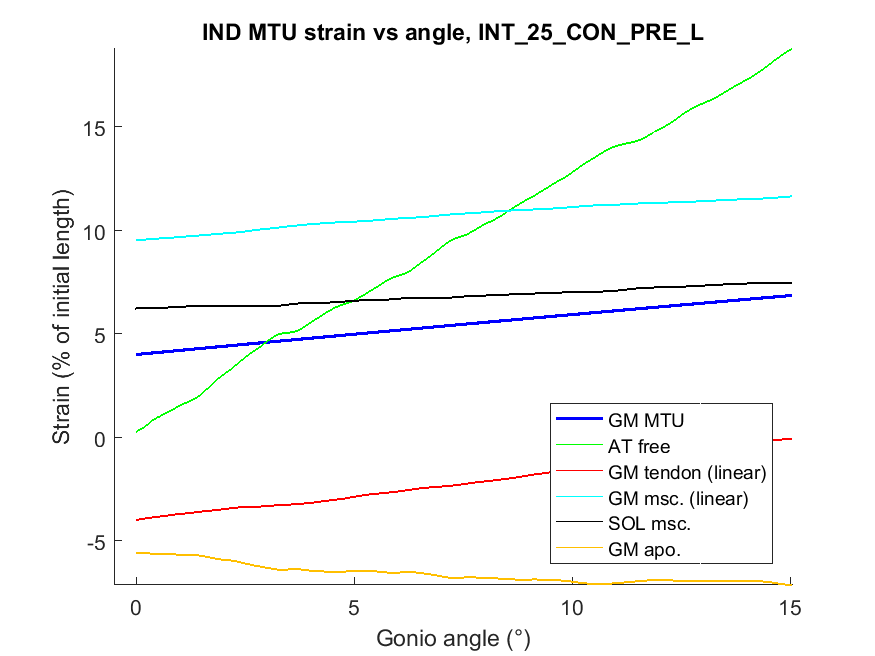 IND MTU strain vs angle, INT_25_CON_PRE_L
Strain (% of initial length)
15
10
5
0
-5
GM MTU
AT free
GM tendon (linear)
GM msc. (linear)
SOL msc.
GM apo.
0 5 10 15
Gonio angle (°)